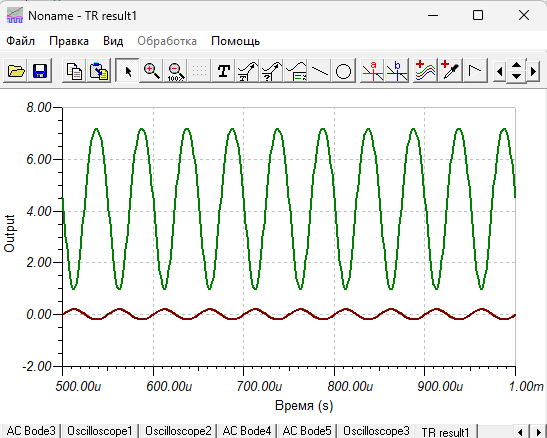 Noname - TR result1
Файл Правка Вид Обработка Помощь
100% T ? a b
8.00
6.00
4.00
2.00
0.00
-2.00
Output
500.00u 600.00u 700.00u 800.00u 900.00u 1.00m
Время (s)
AC Bode3 Oscilloscope1 Oscilloscope2 AC Bode4 AC Bode5 Oscilloscope3 TR result1